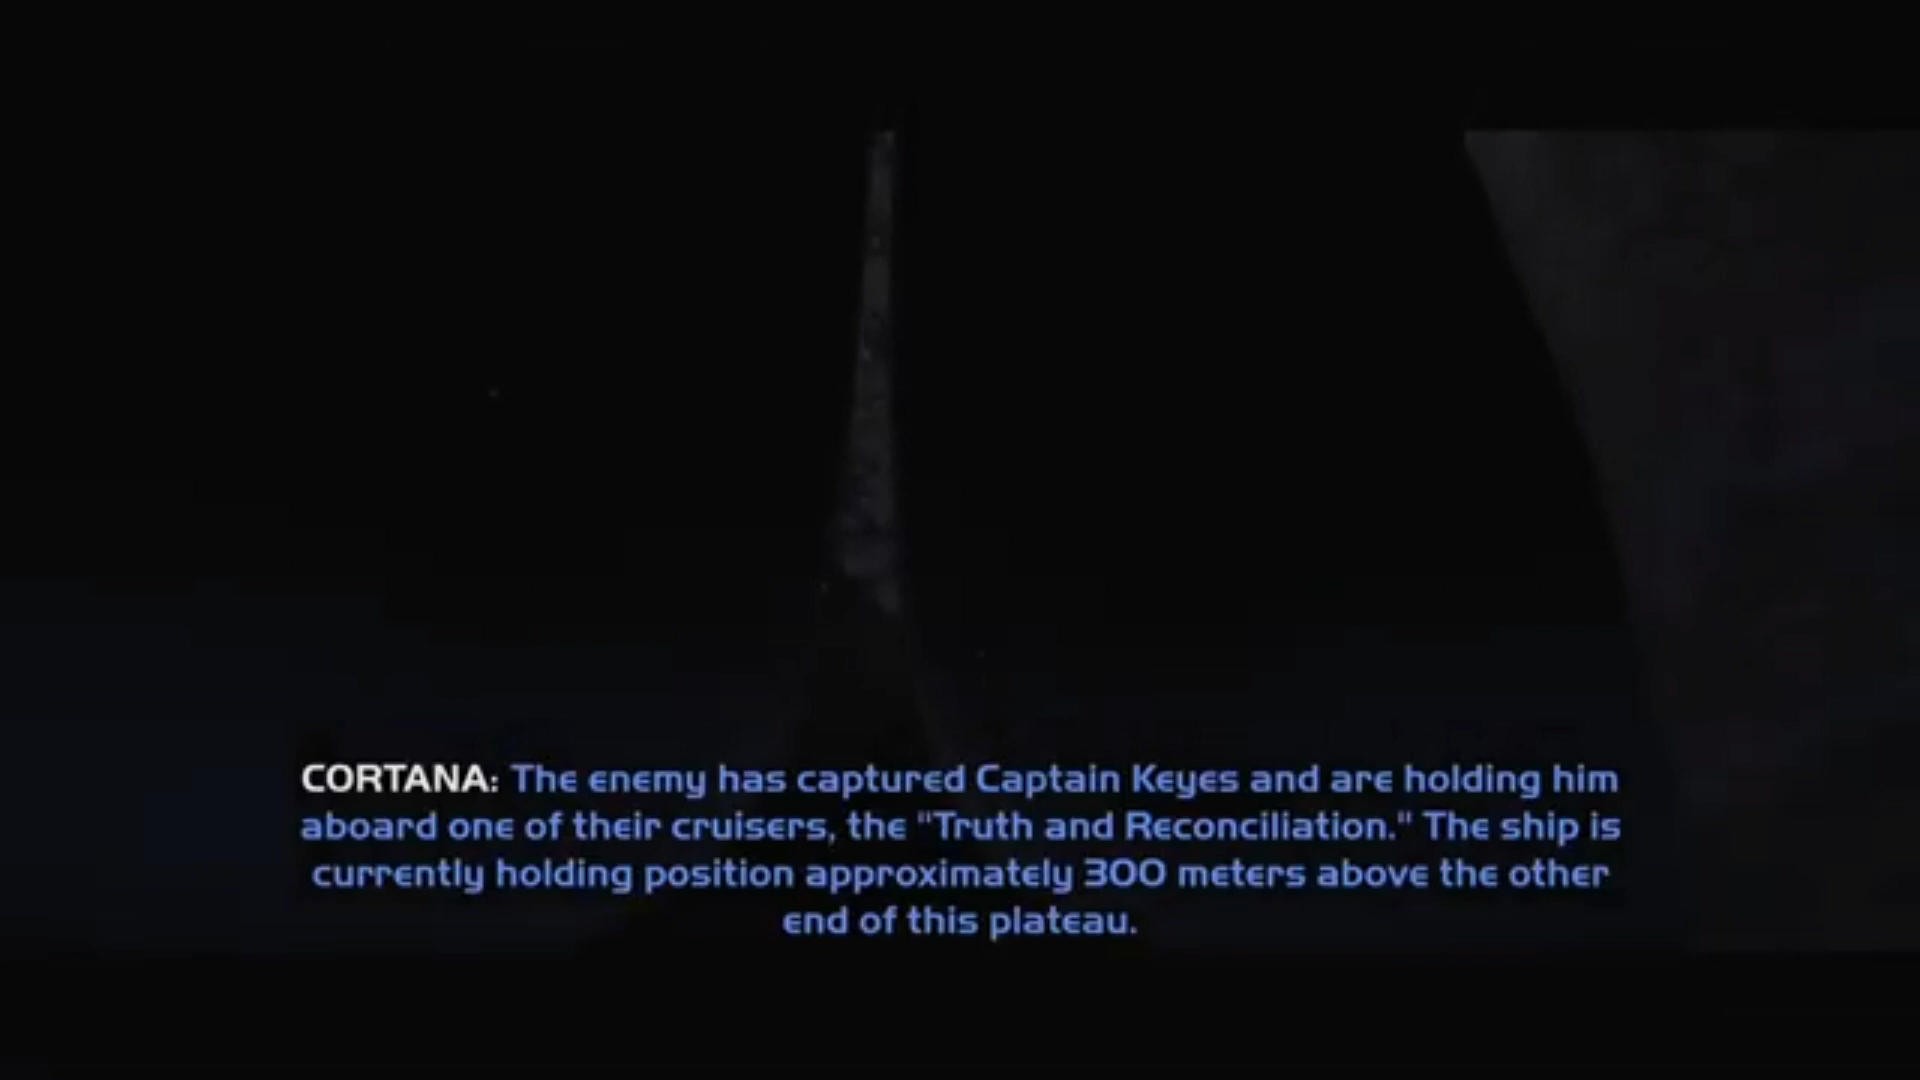 CORTANA: The enemy has captured Captain Keyes and are holding him
aboard one of their cruisers, the "Truth and Reconciliation." The ship is
currently holding position approximately 300 meters above the other
end of this plateau.